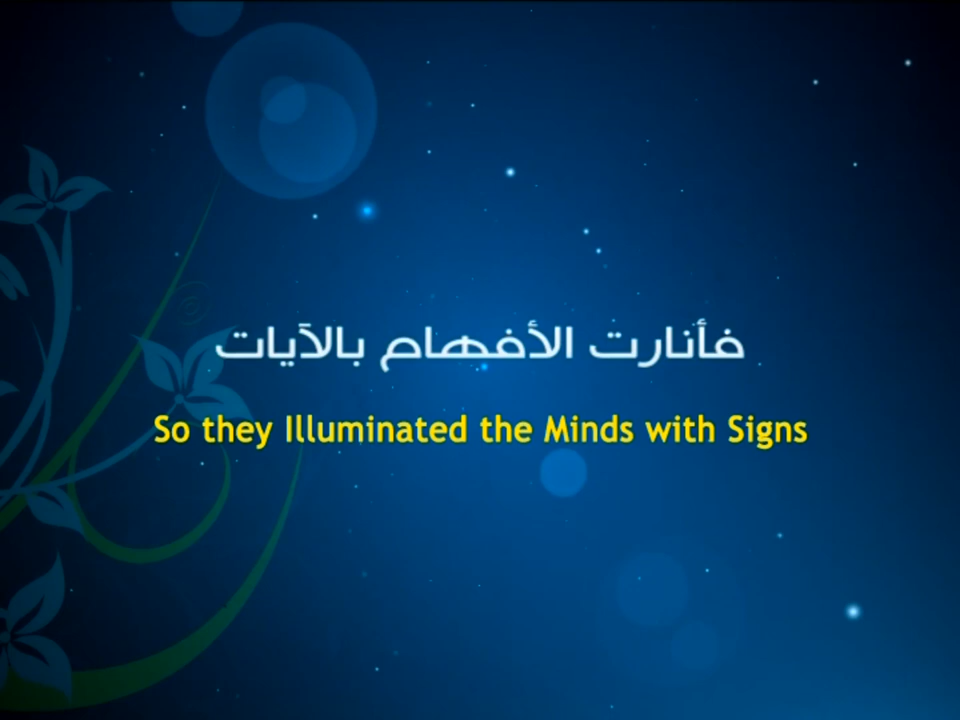 فأنارت الأفهام بالآيات
So they Illuminated the Minds with Signs